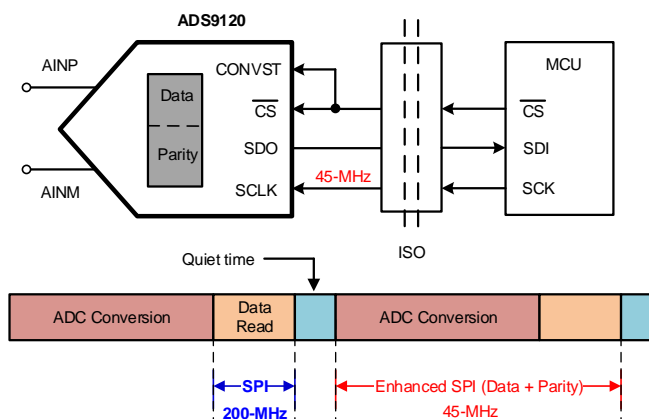 ADS9120
AINP
AINM
Data
Parity
CONVST
CS
SDO
SCLK
45-MHz
ISO
MCU
CS
SDI
SCK
Quiet time
ADC Conversion
Data
Read
ADC Conversion
SPI
200-MHz
Enhanced SPI (Data + Parity)
45-MHz